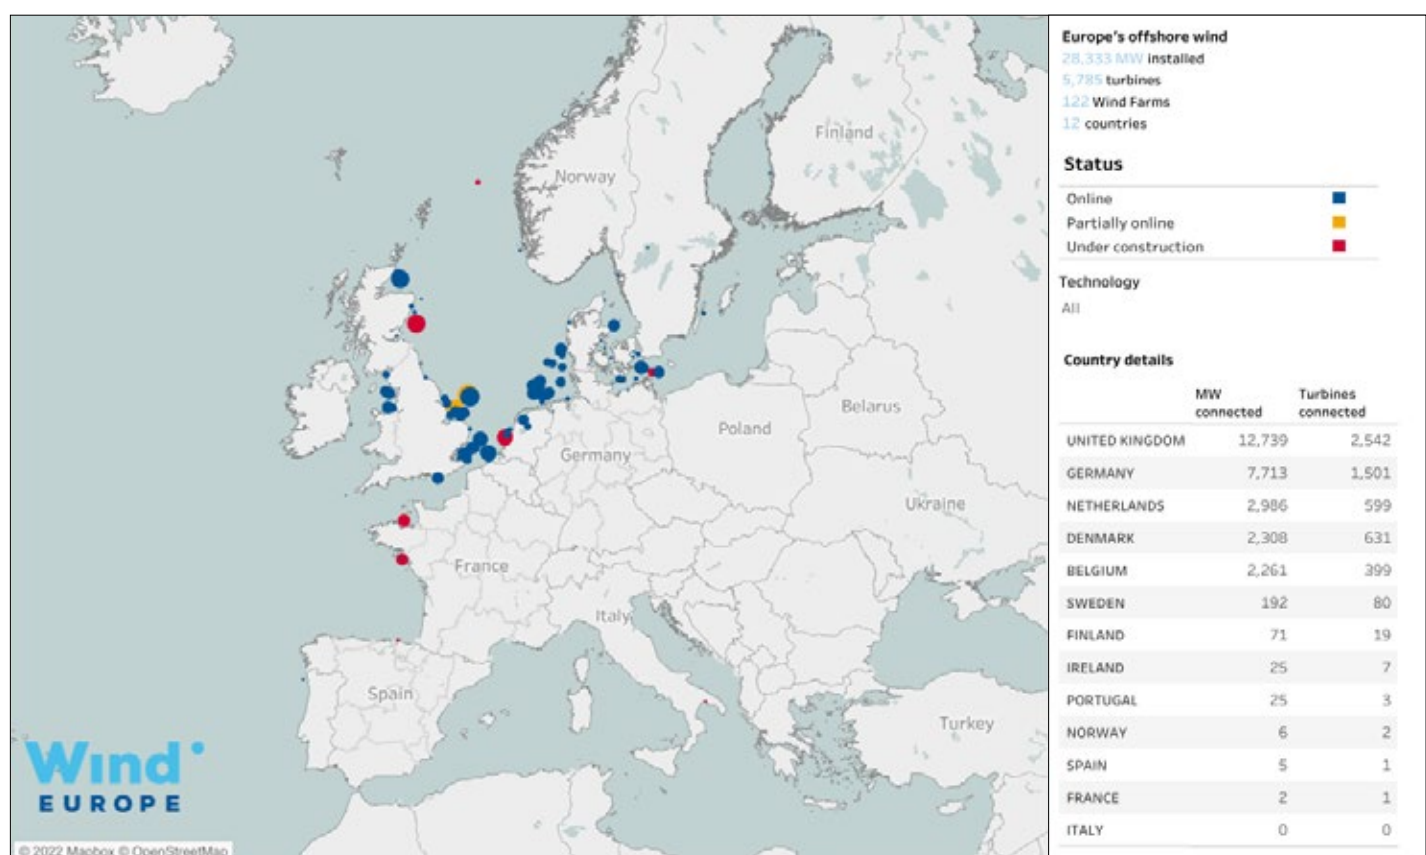 Finland
Norway
Belarus
Poland
Germany
Ukraine
France
Italy
Spain
Turkey
Wind
EUROPE
© 2022 Mapbox © OpenStreetMap
Europe's offshore wind
28,333 MW installed
5,785 turbines
122 Wind Farms
12 countries
Status
Online
Partially online
Under construction
Technology
All
Country details
MW connected Turbines connected
UNITED KINGDOM 12,739 2,542
GERMANY 7,713 1,501
NETHERLANDS 2,986 599
DENMARK 2,308 631
BELGIUM 2,261 399
SWEDEN 192 80
FINLAND 71 19
IRELAND 25 7
PORTUGAL 25 3
NORWAY 6 2
SPAIN 5 1
FRANCE 2 1
ITALY 0 0